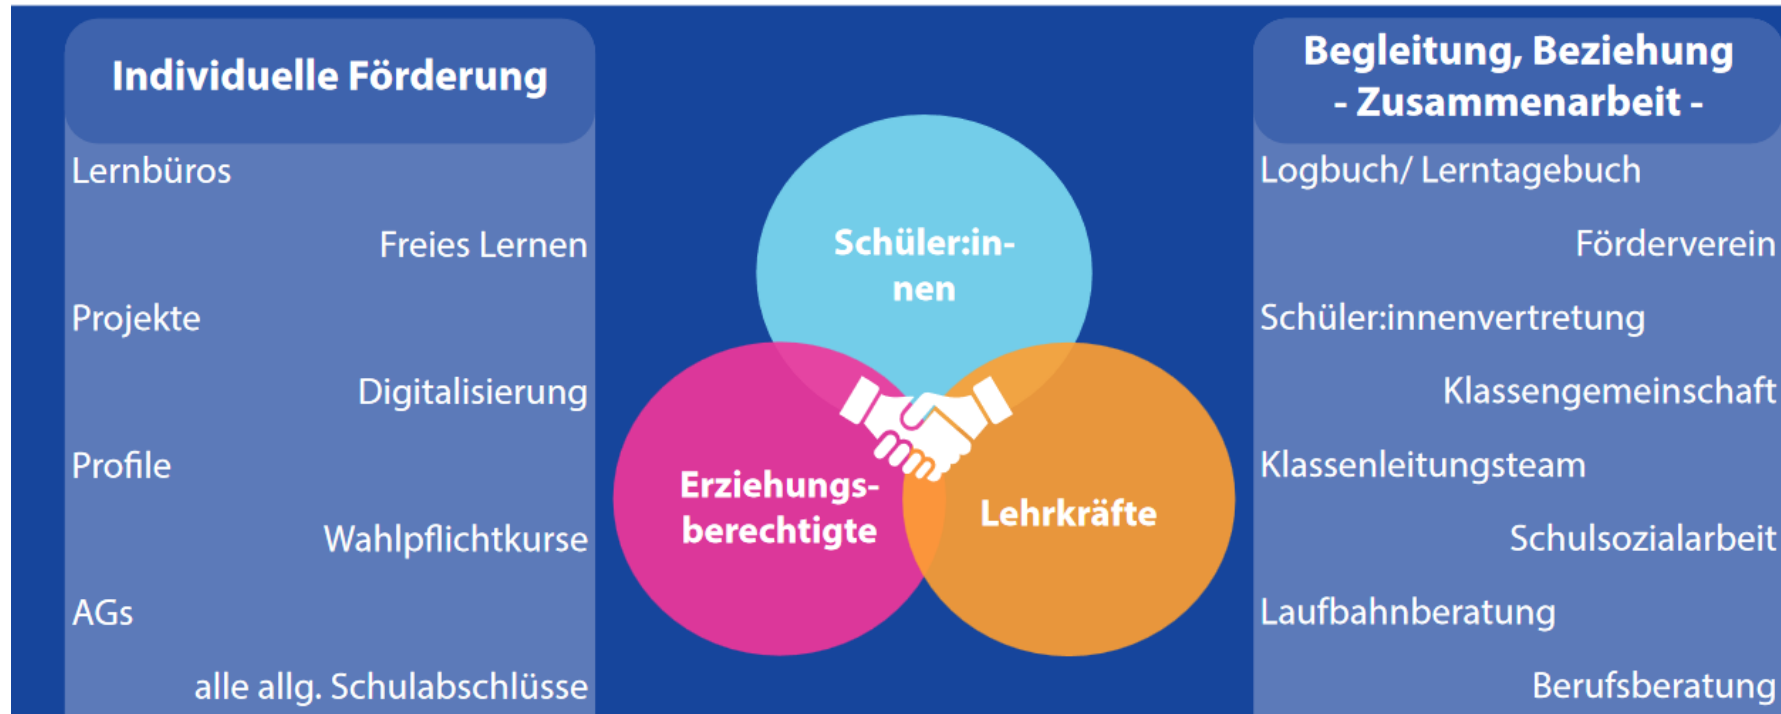 Individuelle Förderung
Lernbüros
Freies Lernen
Projekte
Digitalisierung
Profile
Wahlpflichtkurse
AGs
alle allg. Schulabschlüsse
Schüler:in-
nen
Erziehungs-
berechtigte
Lehrkräfte
Begleitung, Beziehung
- Zusammenarbeit -
Logbuch/ Lerntagebuch
Förderverein
Schüler:innenvertretung
Klassengemeinschaft
Klassenleitungsteam
Schulsozialarbeit
Laufbahnberatung
Berufsberatung